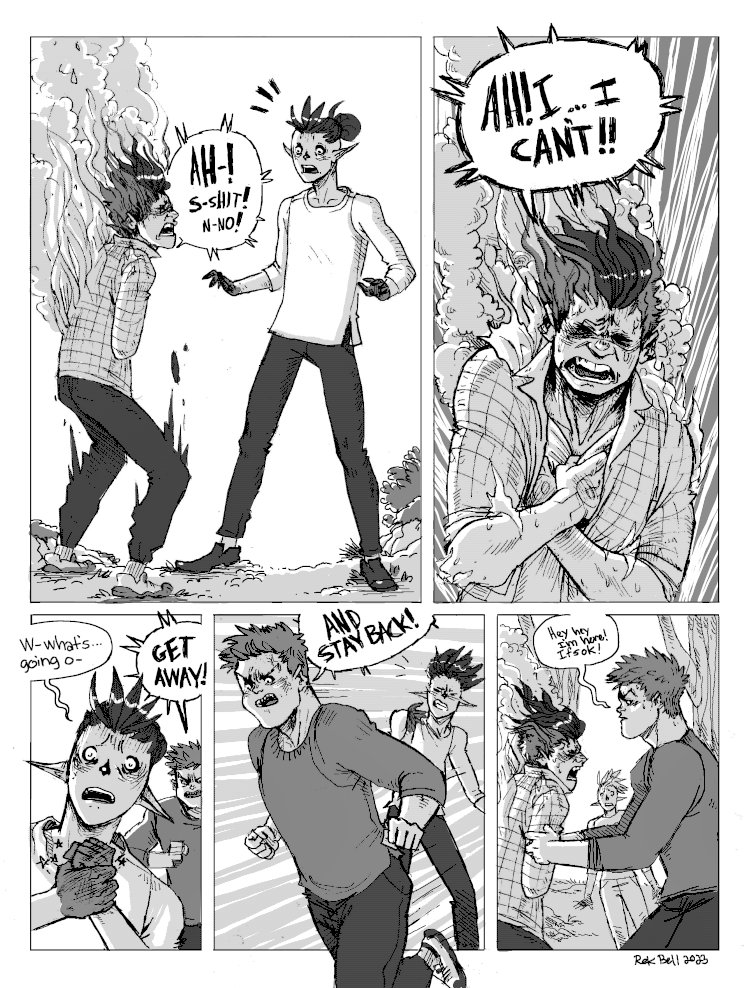 AH-!
S-SHIT!
N-NO!
AH! I... I
CAN'T!!
W-what's...
going o-
GET
AWAY!
AND
STAY BACK!
Hey hey
I'm here!
It's ok!
Rek Bell 2023